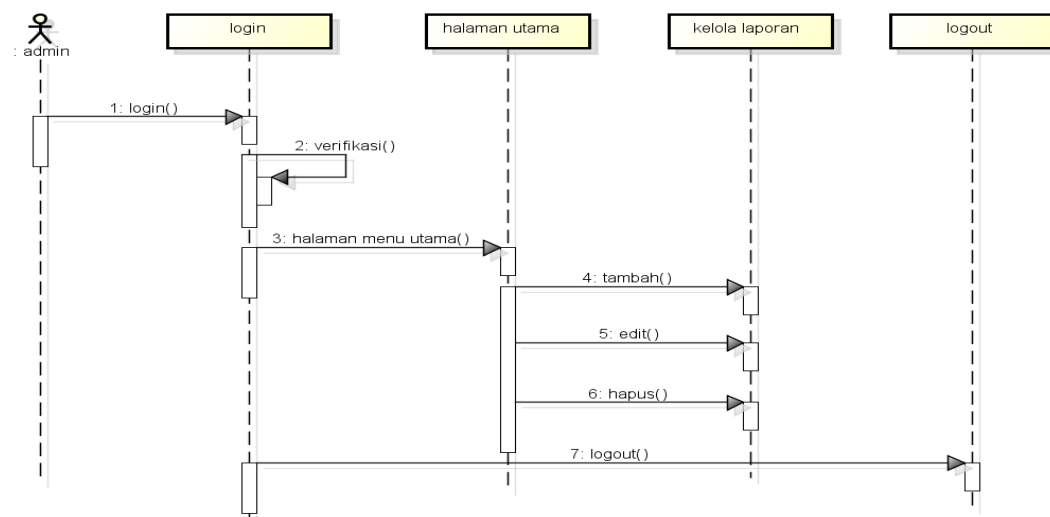 login
halaman utama
kelola laporan
logout
: admin
1: login( )
2: verifikasi( )
3: halaman menu utama( )
4: tambah( )
5: edit( )
6: hapus( )
7: logout( )